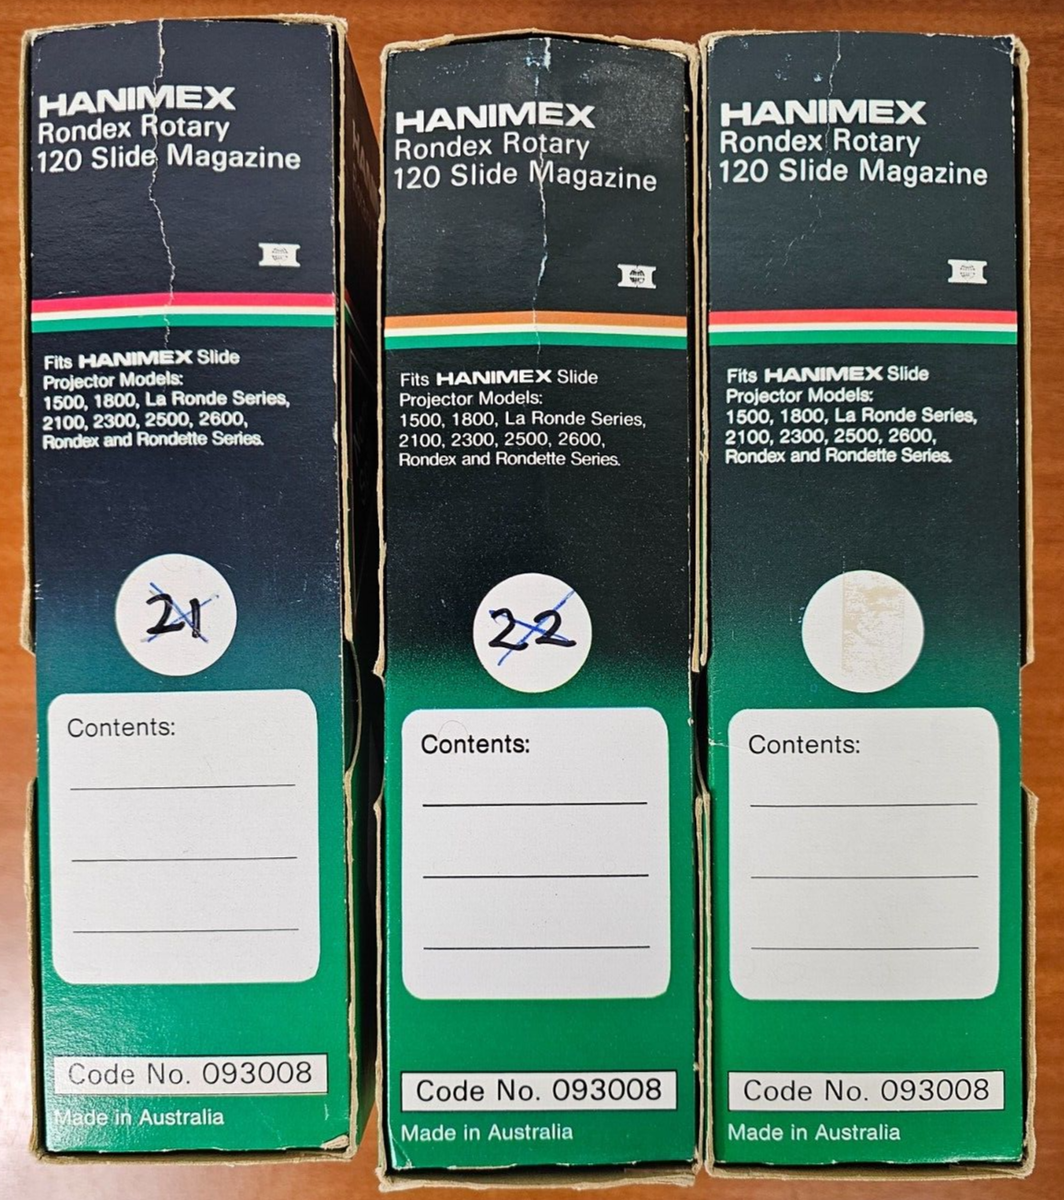 HANIMEX
Rondex Rotary
120 Slide Magazine
Fits HANIMEX Slide
Projector Models:
1500, 1800, La Ronde Series,
2100, 2300, 2500, 2600,
Rondex and Rondette Series.
21
Contents:
Code No. 093008
Made in Australia
HANIMEX
Rondex Rotary
120 Slide Magazine
Fits HANIMEX Slide
Projector Models:
1500, 1800, La Ronde Series,
2100, 2300, 2500, 2600,
Rondex and Rondette Series.
22
Contents:
Code No. 093008
Made in Australia
HANIMEX
Rondex Rotary
120 Slide Magazine
Fits HANIMEX Slide
Projector Models:
1500, 1800, La Ronde Series,
2100, 2300, 2500, 2600,
Rondex and Rondette Series.
Contents:
Code No. 093008
Made in Australia